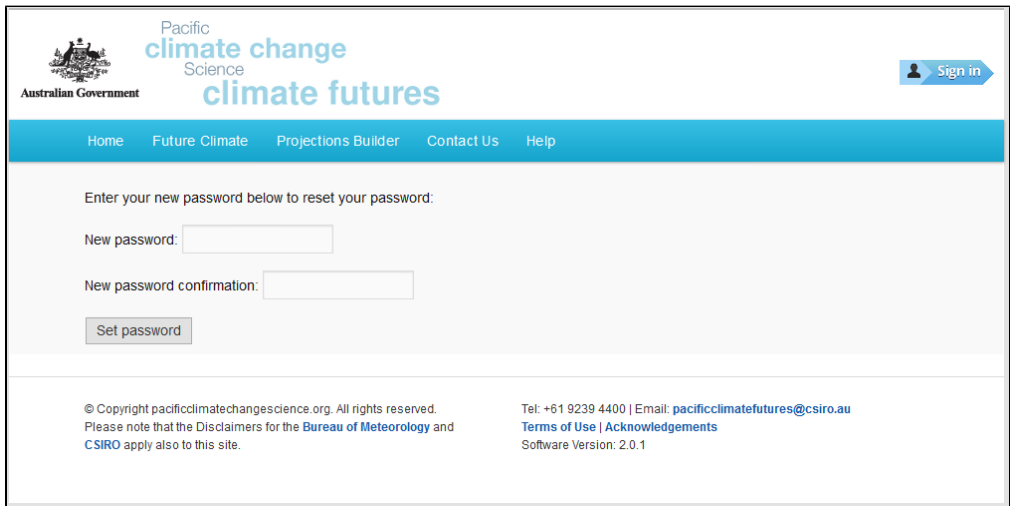 Pacific
climate change
Science
climate futures
Australian Government
Sign in
Home Future Climate Projections Builder Contact Us Help
Enter your new password below to reset your password:
New password:
New password confirmation:
Set password
© Copyright pacificclimatechangescience.org. All rights reserved.
Please note that the Disclaimers for the Bureau of Meteorology and
CSIRO apply also to this site.
Tel: +61 9239 4400 | Email: pacificclimatefutures@csiro.au
Terms of Use | Acknowledgements
Software Version: 2.0.1